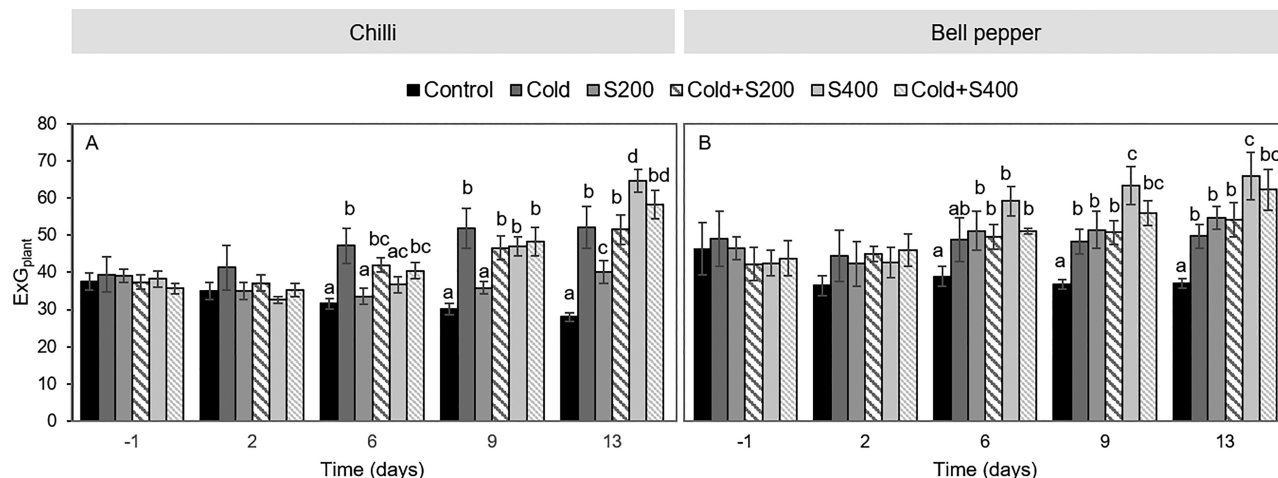 Chilli Bell pepper
Control Cold S200 Cold+S200 S400 Cold+S400
ExGplant
80
70
60
50
40
30
20
10
0
A
a b a bc ac bc
a b a b b b
a b c b d bd
-1 2 6 9 13
Time (days)
B
a ab b b b b
a b b b c bc
a b b b c bc
-1 2 6 9 13
Time (days)